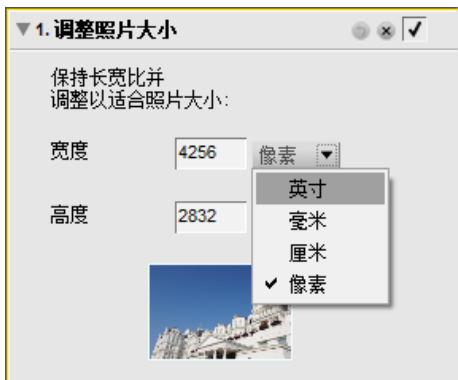 1. 调整照片大小
保持长宽比并
调整以适合照片大小:
宽度 4256 像素
英寸
毫米
厘米
像素
高度 2832